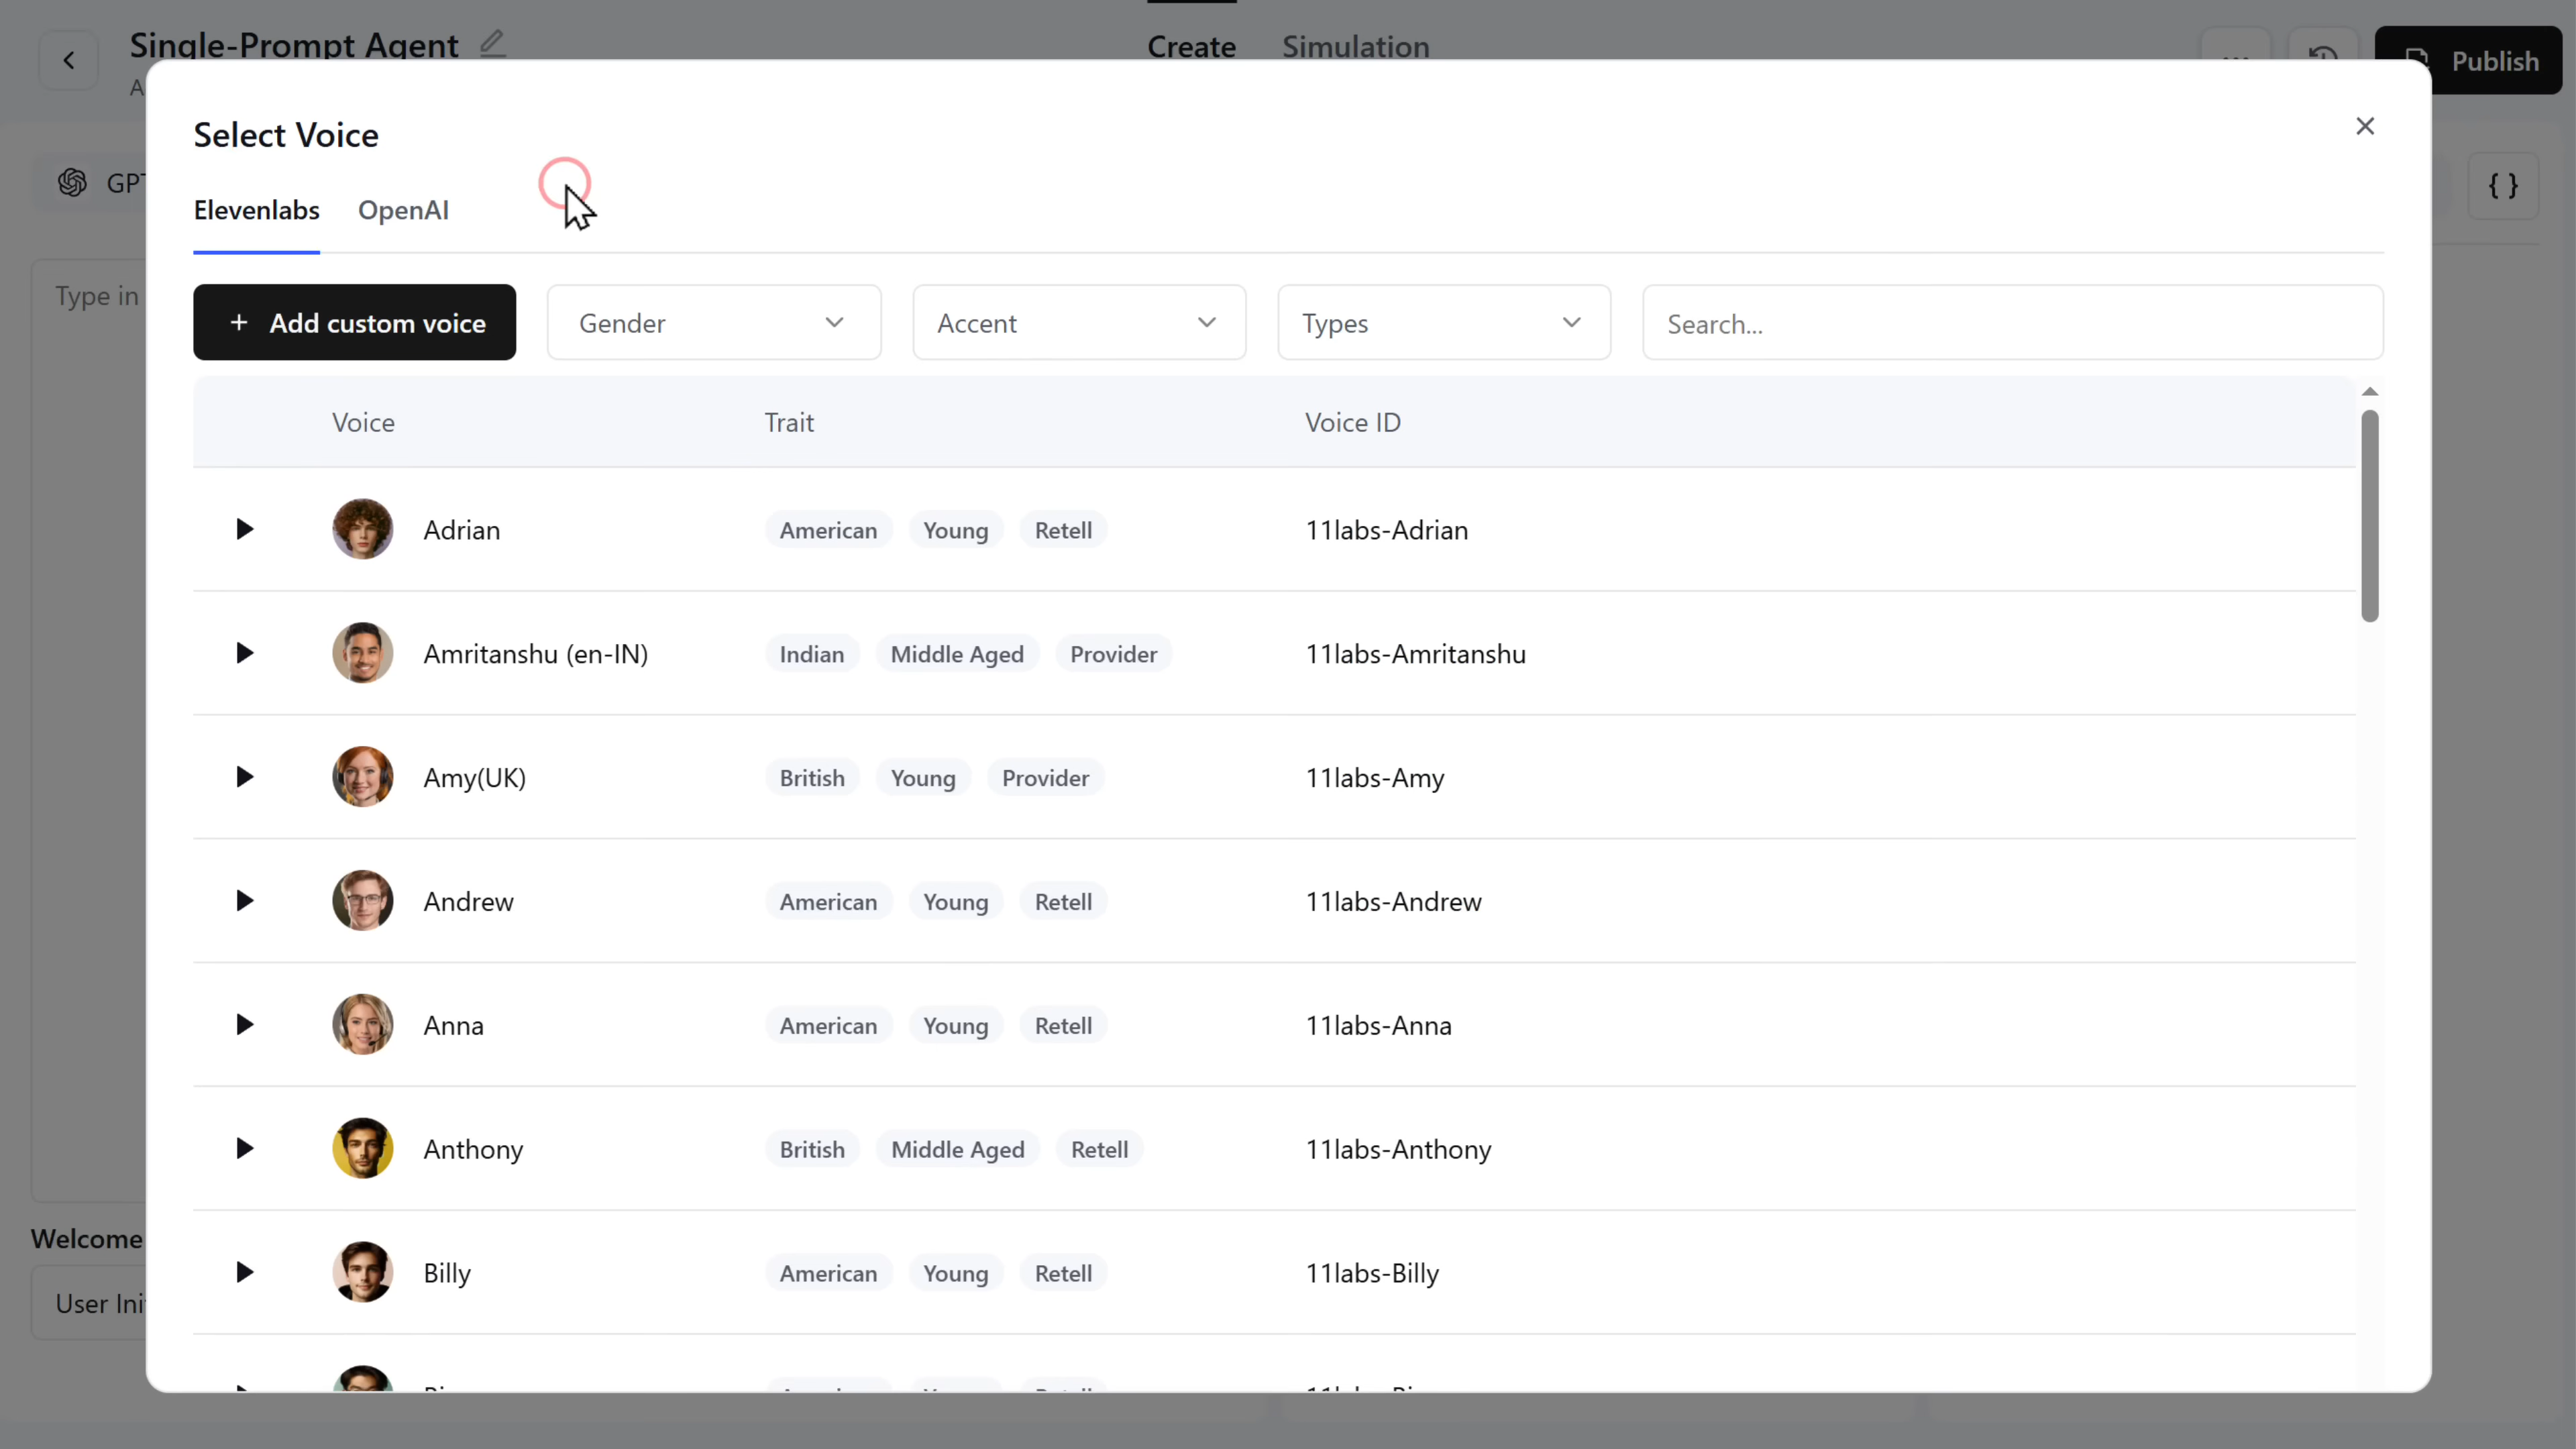 Single-Prompt Agent
Create
Simulation
Publish
A
Select Voice
GPT
Elevenlabs
OpenAI
{ }
Type in
+ Add custom voice
Gender
Accent
Types
Search...
Voice Trait Voice ID
Adrian American Young Retell 11labs-Adrian
Amritanshu (en-IN) Indian Middle Aged Provider 11labs-Amritanshu
Amy(UK) British Young Provider 11labs-Amy
Andrew American Young Retell 11labs-Andrew
Anna American Young Retell 11labs-Anna
Anthony British Middle Aged Retell 11labs-Anthony
Billy American Young Retell 11labs-Billy
Welcome
User Ini